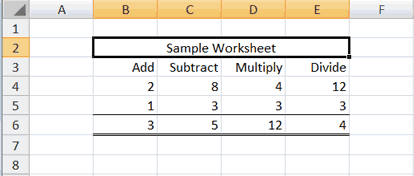 A B C D E F
1
2 Sample Worksheet
3 Add Subtract Multiply Divide
4 2 8 4 12
5 1 3 3 3
6 3 5 12 4
7
8